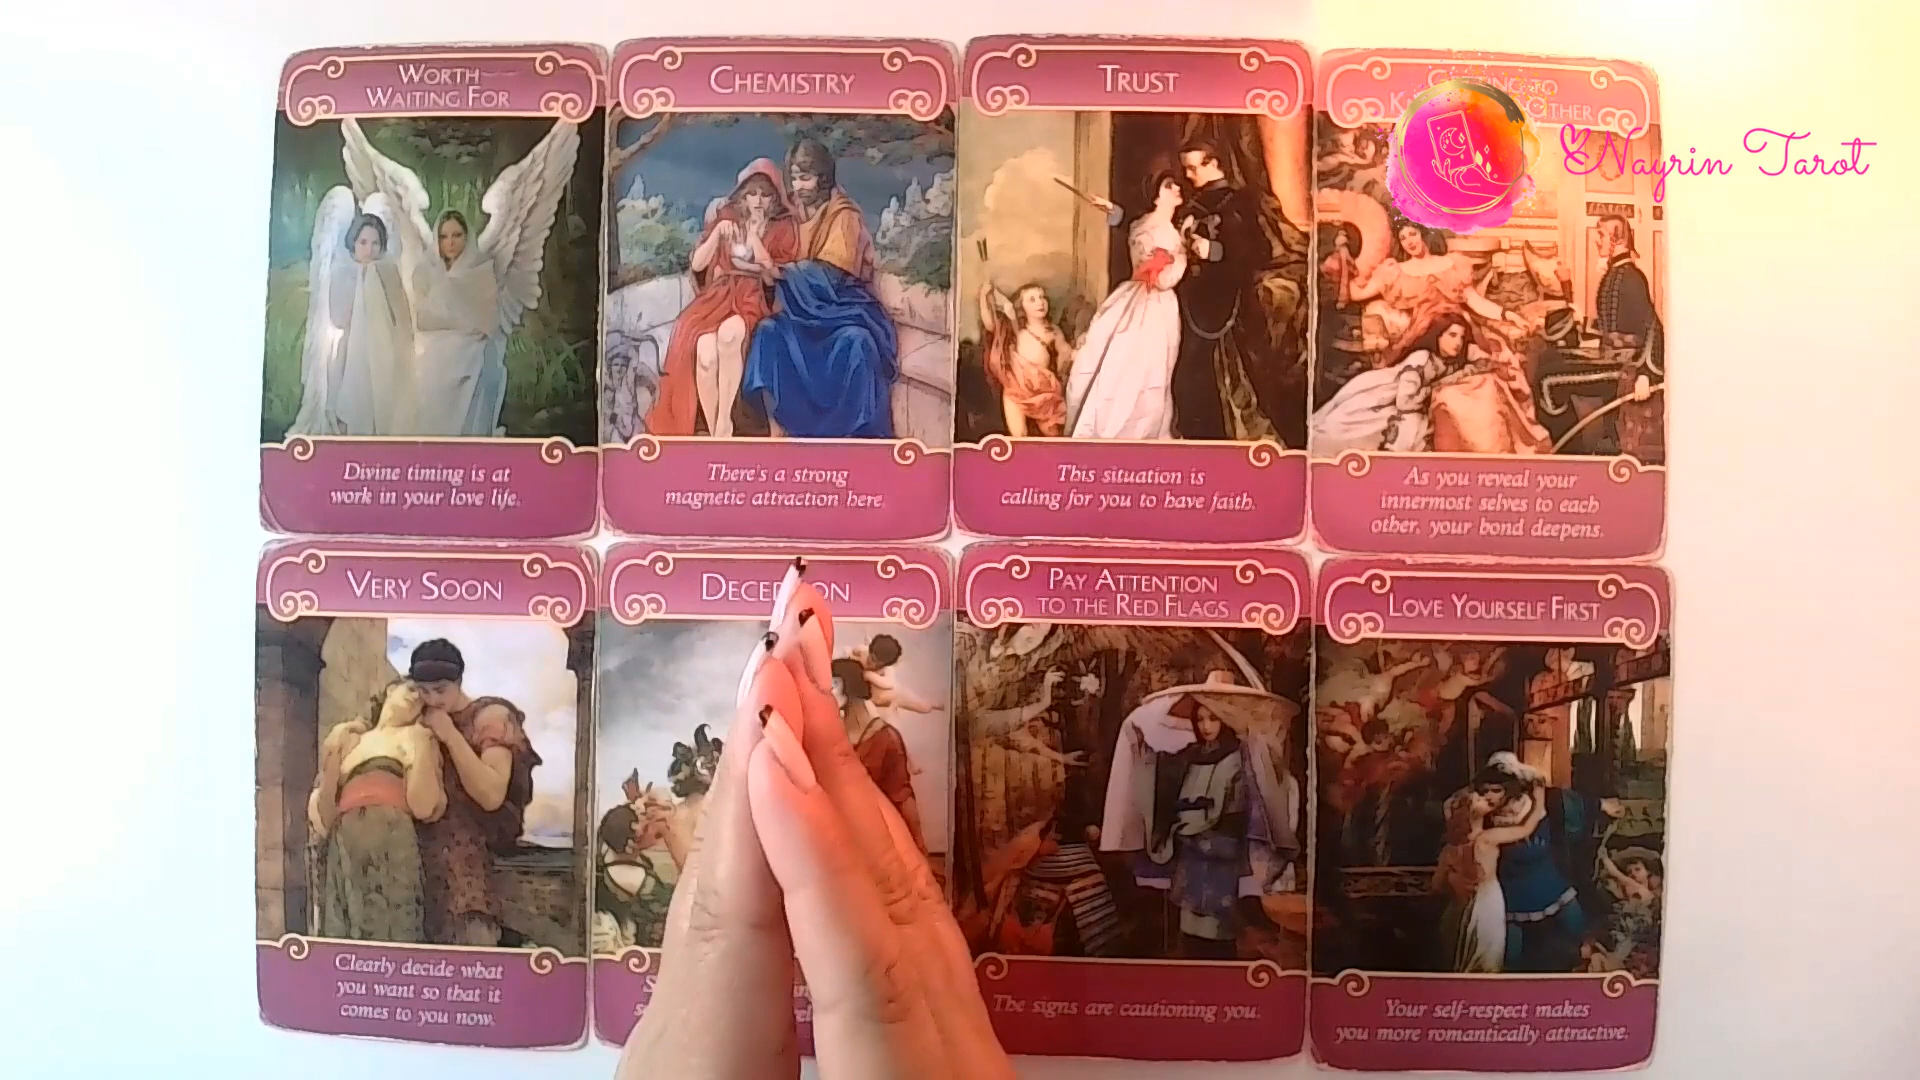 WORTH
WAITING FOR
Divine timing is at
work in your love life.
CHEMISTRY
There's a strong
magnetic attraction here.
TRUST
This situation is
calling for you to have faith.
TO
OTHER
As you reveal your
innermost selves to each
other, your bond deepens.
Nayrin Tarot
VERY SOON
Clearly decide what
you want so that it
comes to you now.
PAY ATTENTION
TO THE RED FLAGS
The signs are cautioning you.
LOVE YOURSELF FIRST
Your self-respect makes
you more romantically attractive.